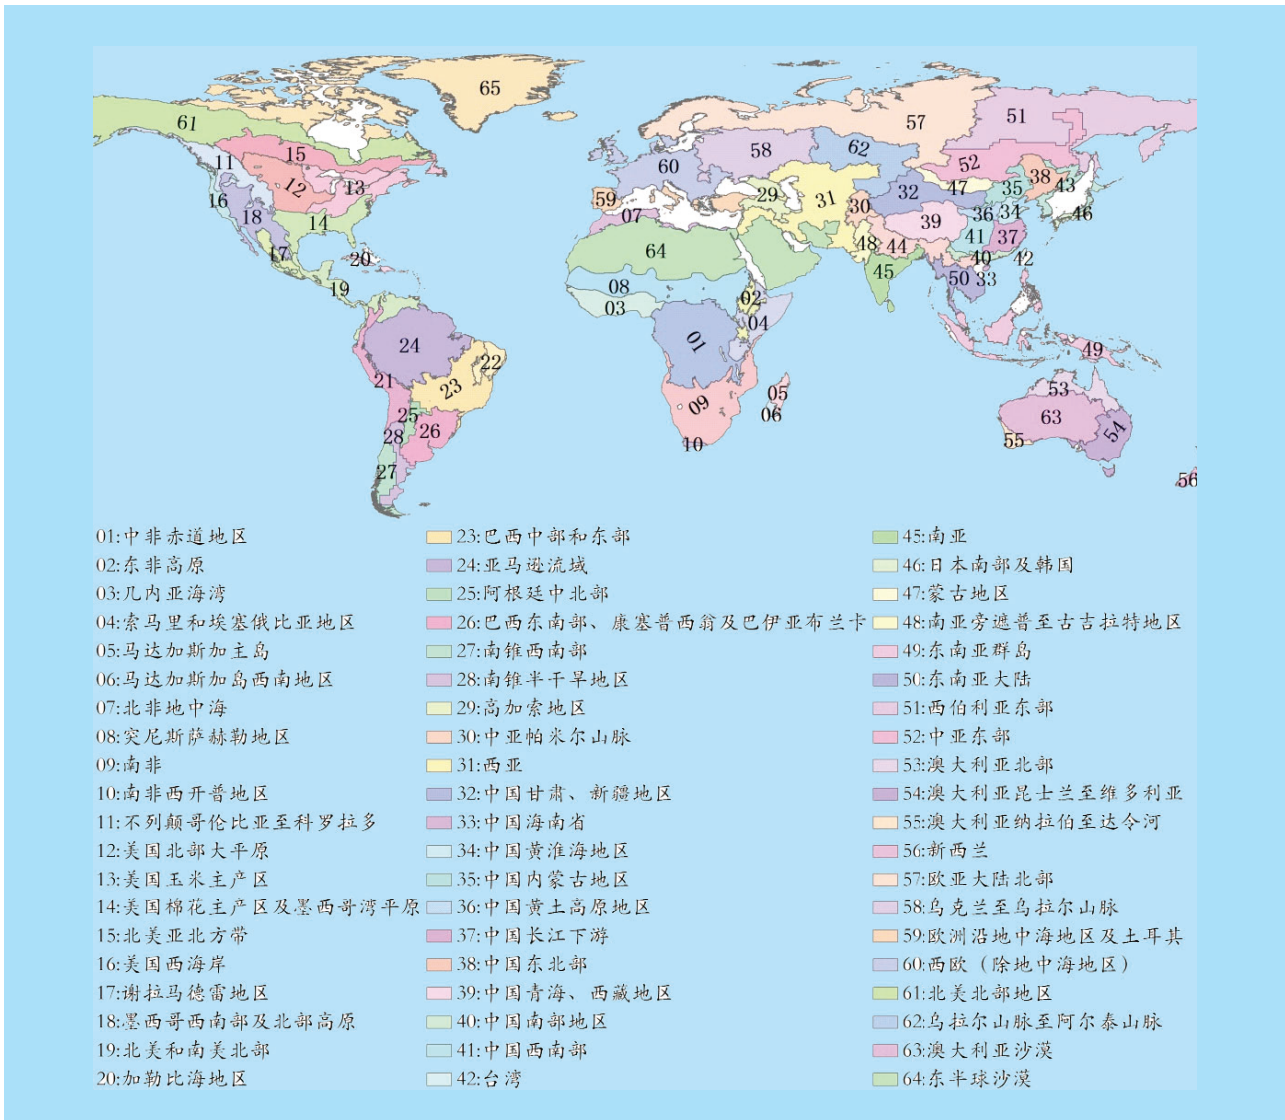 65
61
51
57
15
11
58
62
60
52
13
12
38
16
47
43
35
32
59
29
31
18
30
46
34
36
07
14
39
37
41
48
44
17
64
20
40
42
45
50
33
19
08
02
03
04
01
24
49
22
21
23
53
05
09
63
06
25
26
28
54
10
55
27
56
01:中非赤道地区
02:东非高原
03:几内亚海湾
04:索马里和埃塞俄比亚地区
05:马达加斯加主岛
06:马达加斯加岛西南地区
07:北非地中海
08:突尼斯萨赫勒地区
09:南非
10:南非西开普地区
11:不列颠哥伦比亚至科罗拉多
12:美国北部大平原
13:美国玉米主产区
14:美国棉花主产区及墨西哥湾平原
15:北美亚北方带
16:美国西海岸
17:谢拉马德雷地区
18:墨西哥西南部及北部高原
19:北美和南美北部
20:加勒比海地区
23:巴西中部和东部
24:亚马逊流域
25:阿根廷中北部
26:巴西东南部、康塞普西翁及巴伊亚布兰卡
27:南锥西南部
28:南锥半干旱地区
29:高加索地区
30:中亚帕米尔山脉
31:西亚
32:中国甘肃、新疆地区
33:中国海南省
34:中国黄淮海地区
35:中国内蒙古地区
36:中国黄土高原地区
37:中国长江下游
38:中国东北部
39:中国青海、西藏地区
40:中国南部地区
41:中国西南部
42:台湾
45:南亚
46:日本南部及韩国
47:蒙古地区
48:南亚旁遮普至古吉拉特地区
49:东南亚群岛
50:东南亚大陆
51:西伯利亚东部
52:中亚东部
53:澳大利亚北部
54:澳大利亚昆士兰至维多利亚
55:澳大利亚纳拉伯至达令河
56:新西兰
57:欧亚大陆北部
58:乌克兰至乌拉尔山脉
59:欧洲沿地中海地区及土耳其
60:西欧（除地中海地区）
61:北美北部地区
62:乌拉尔山脉至阿尔泰山脉
63:澳大利亚沙漠
64:东半球沙漠